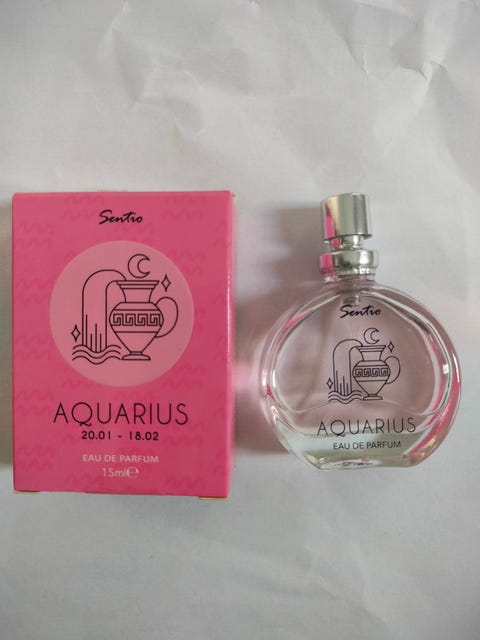 Sentio
AQUARIUS
20.01 - 18.02
EAU DE PARFUM
15ml℮
Sentio
AQUARIUS
EAU DE PARFUM